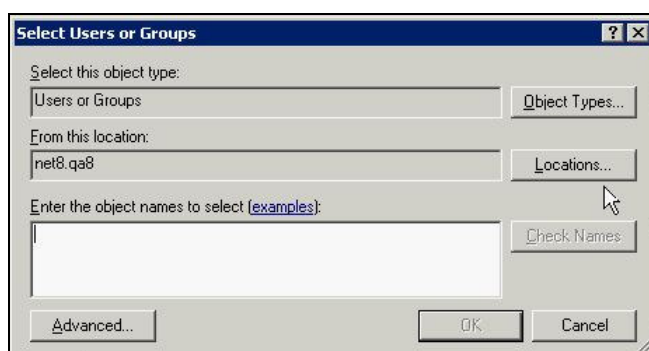 Select Users or Groups
Select this object type:
Users or Groups
Object Types...
From this location:
net8.qa8
Locations...
Enter the object names to select (examples):
Check Names
Advanced...
OK
Cancel